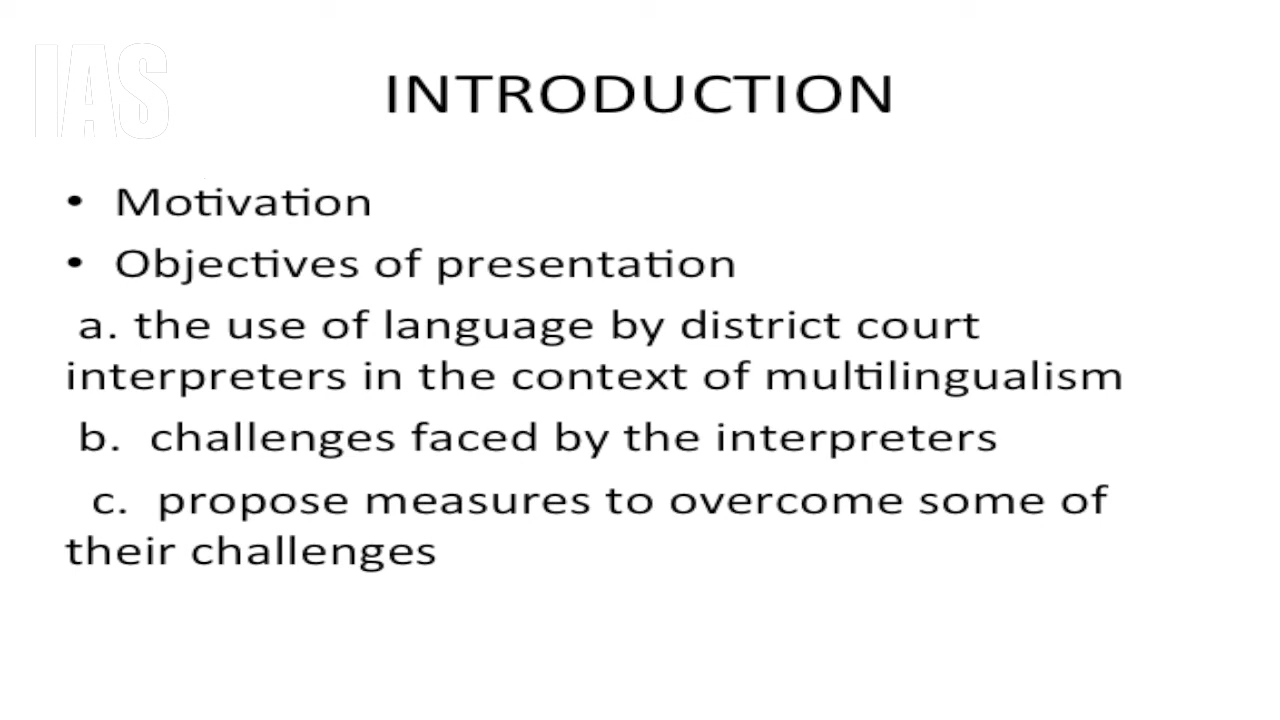 IAS
INTRODUCTION
• Motivation
• Objectives of presentation
a. the use of language by district court
interpreters in the context of multilingualism
b. challenges faced by the interpreters
c. propose measures to overcome some of
their challenges